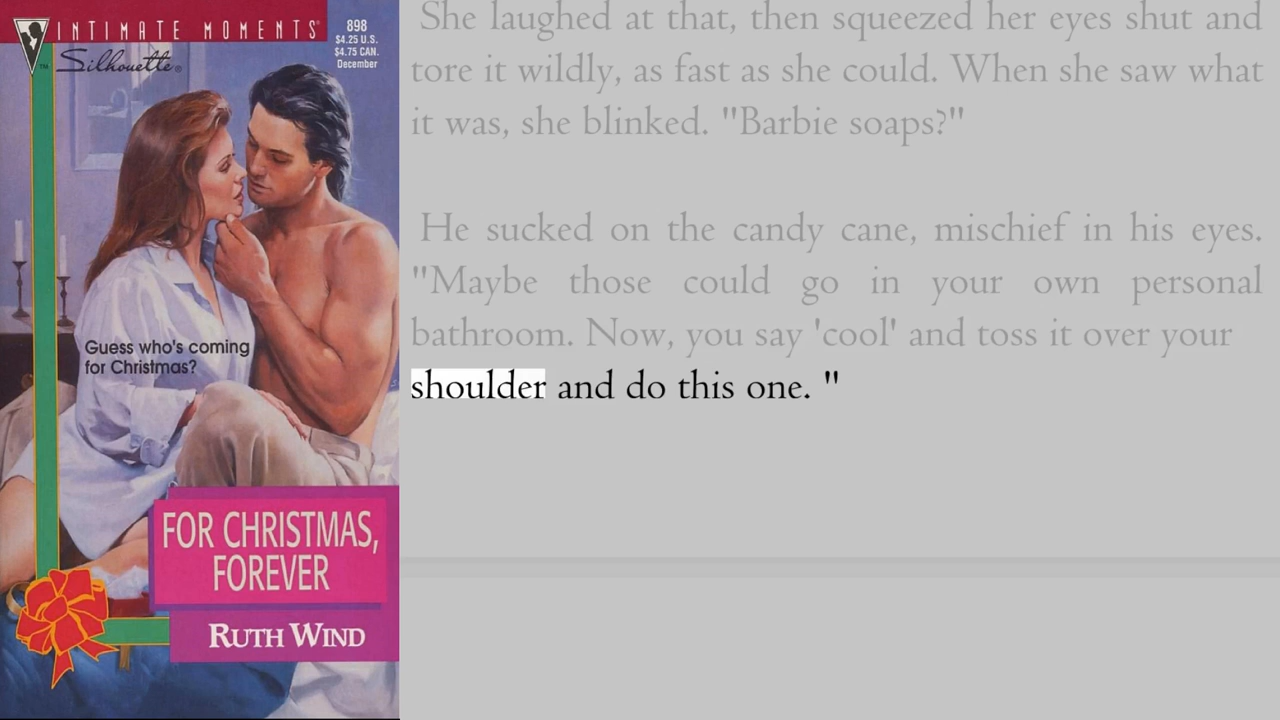 INTIMATE MOMENTS®
Silhouette®
TM
898
$4.25 U.S.
$4.75 CAN.
December
Guess who's coming
for Christmas?
FOR CHRISTMAS,
FOREVER
RUTH WIND
She laughed at that, then squeezed her eyes shut and
tore it wildly, as fast as she could. When she saw what
it was, she blinked. "Barbie soaps?"
He sucked on the candy cane, mischief in his eyes.
"Maybe those could go in your own personal
bathroom. Now, you say 'cool' and toss it over your
shoulder and do this one. "